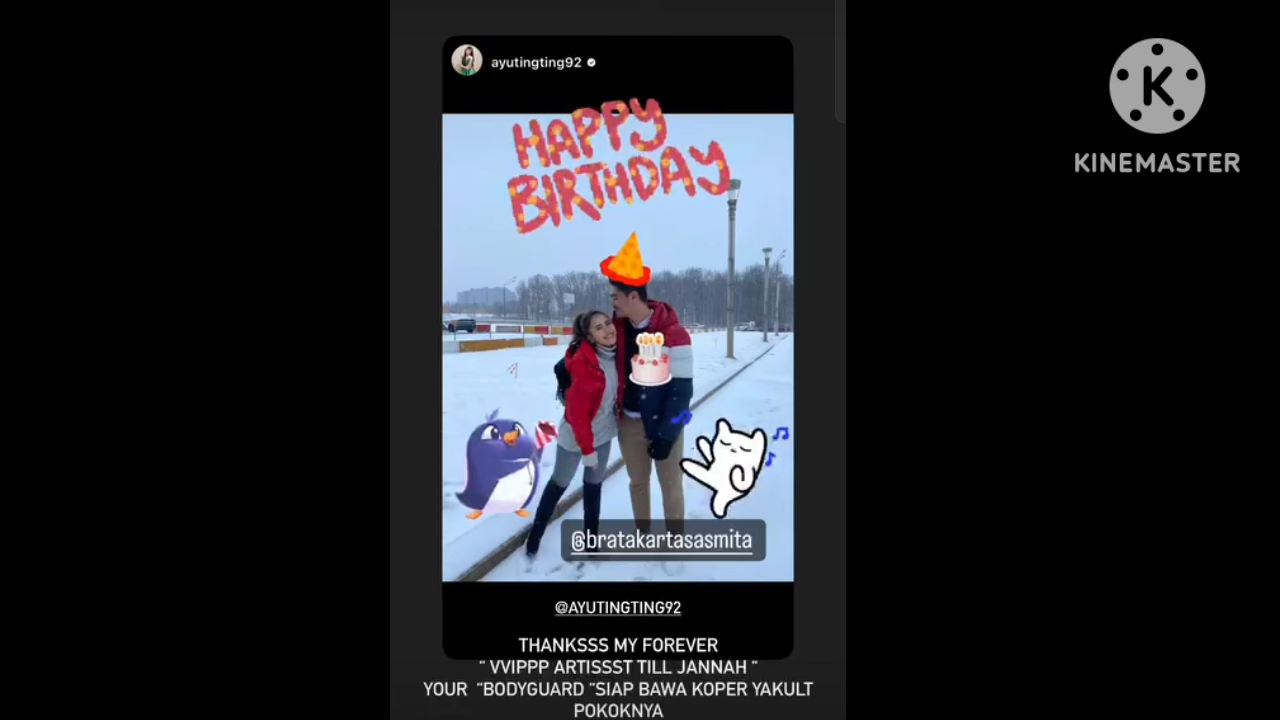 ayutingting92
HAPPY
BIRTHDAY
@bratakartasasmita
@AYUTINGTING92
THANKSSS MY FOREVER
“ VVIPPP ARTISSST TILL JANNAH “
YOUR “BODYGUARD “SIAP BAWA KOPER YAKULT
POKOKNYA
K
KINEMASTER